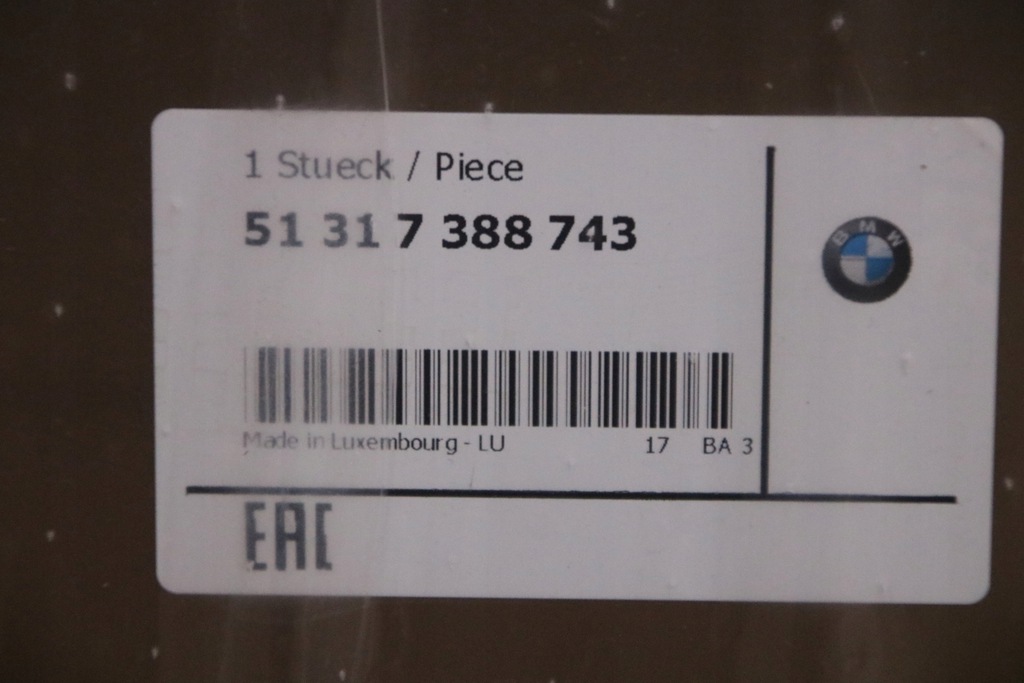 1 Stueck / Piece
51 31 7 388 743
BMW
Made in Luxembourg - LU 17 BA 3
EAC